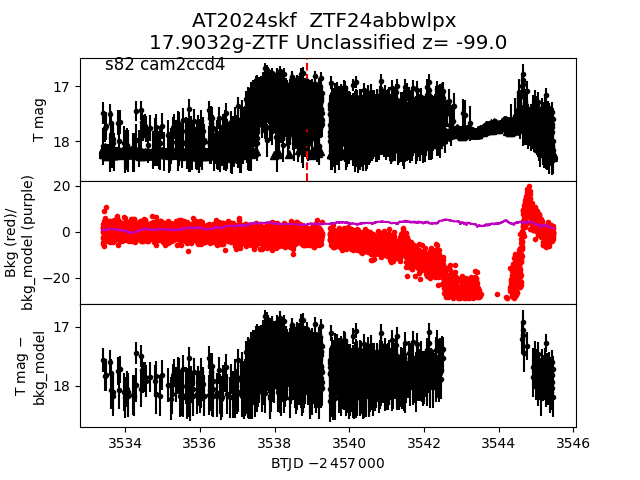 AT2024skf  ZTF24abbwlpx
17.9032g-ZTF Unclassified z= -99.0
s82 cam2ccd4
T mag
17
18
Bkg (red)/
bkg_model (purple)
20
0
−20
T mag −
bkg_model
17
18
3534 3536 3538 3540 3542 3544 3546
BTJD −2 457 000